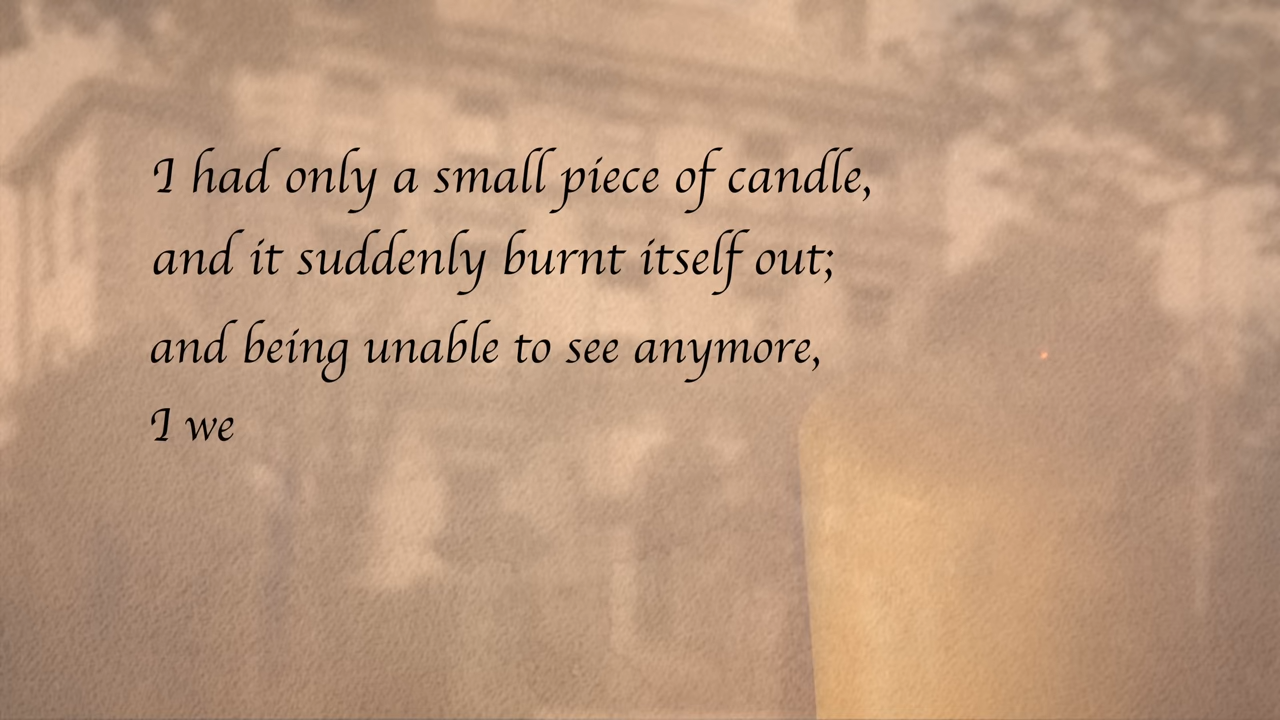 I had only a small piece of candle,
and it suddenly burnt itself out;
and being unable to see anymore,
I we